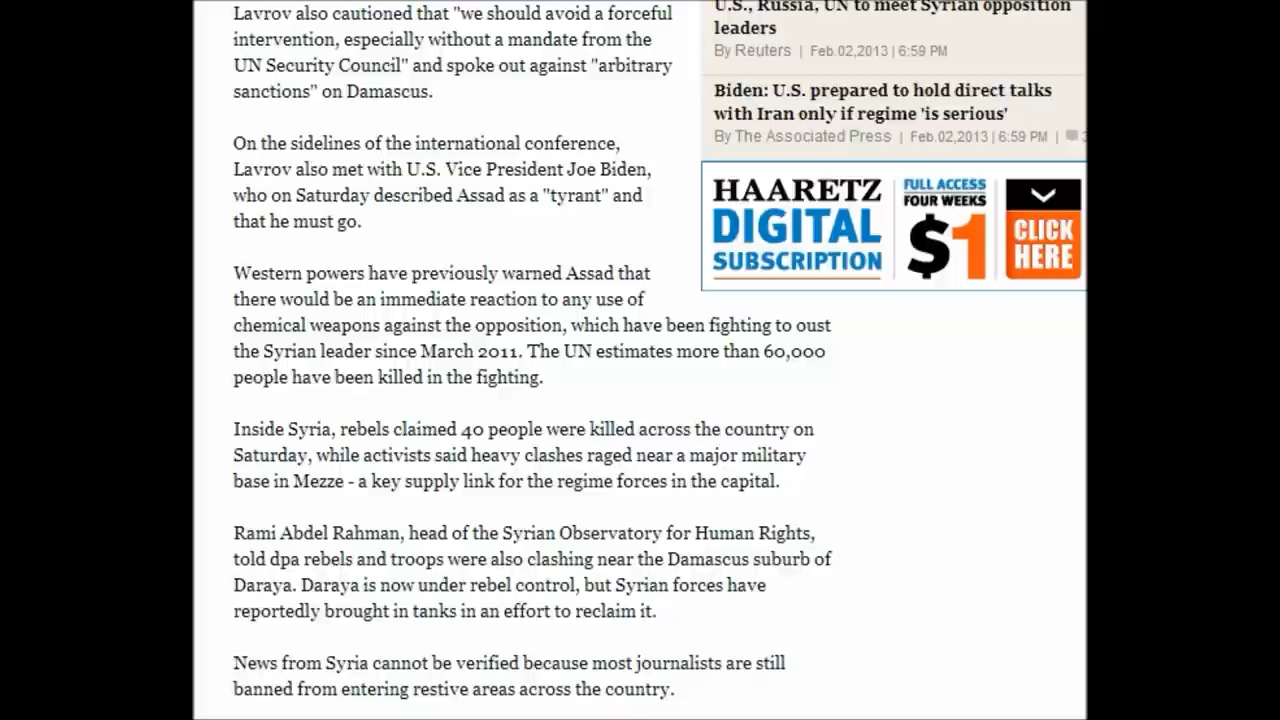 Lavrov also cautioned that "we should avoid a forceful
intervention, especially without a mandate from the
UN Security Council" and spoke out against "arbitrary
sanctions" on Damascus.
On the sidelines of the international conference,
Lavrov also met with U.S. Vice President Joe Biden,
who on Saturday described Assad as a "tyrant" and
that he must go.
Western powers have previously warned Assad that
there would be an immediate reaction to any use of
chemical weapons against the opposition, which have been fighting to oust
the Syrian leader since March 2011. The UN estimates more than 60,000
people have been killed in the fighting.
Inside Syria, rebels claimed 40 people were killed across the country on
Saturday, while activists said heavy clashes raged near a major military
base in Mezze - a key supply link for the regime forces in the capital.
Rami Abdel Rahman, head of the Syrian Observatory for Human Rights,
told dpa rebels and troops were also clashing near the Damascus suburb of
Daraya. Daraya is now under rebel control, but Syrian forces have
reportedly brought in tanks in an effort to reclaim it.
News from Syria cannot be verified because most journalists are still
banned from entering restive areas across the country.
U.S., Russia, UN to meet Syrian opposition
leaders
By Reuters | Feb.02,2013 | 6:59 PM
Biden: U.S. prepared to hold direct talks
with Iran only if regime 'is serious'
By The Associated Press | Feb.02,2013 | 6:59 PM |
HAARETZ
DIGITAL
SUBSCRIPTION
FULL ACCESS
FOUR WEEKS
$1
CLICK
HERE